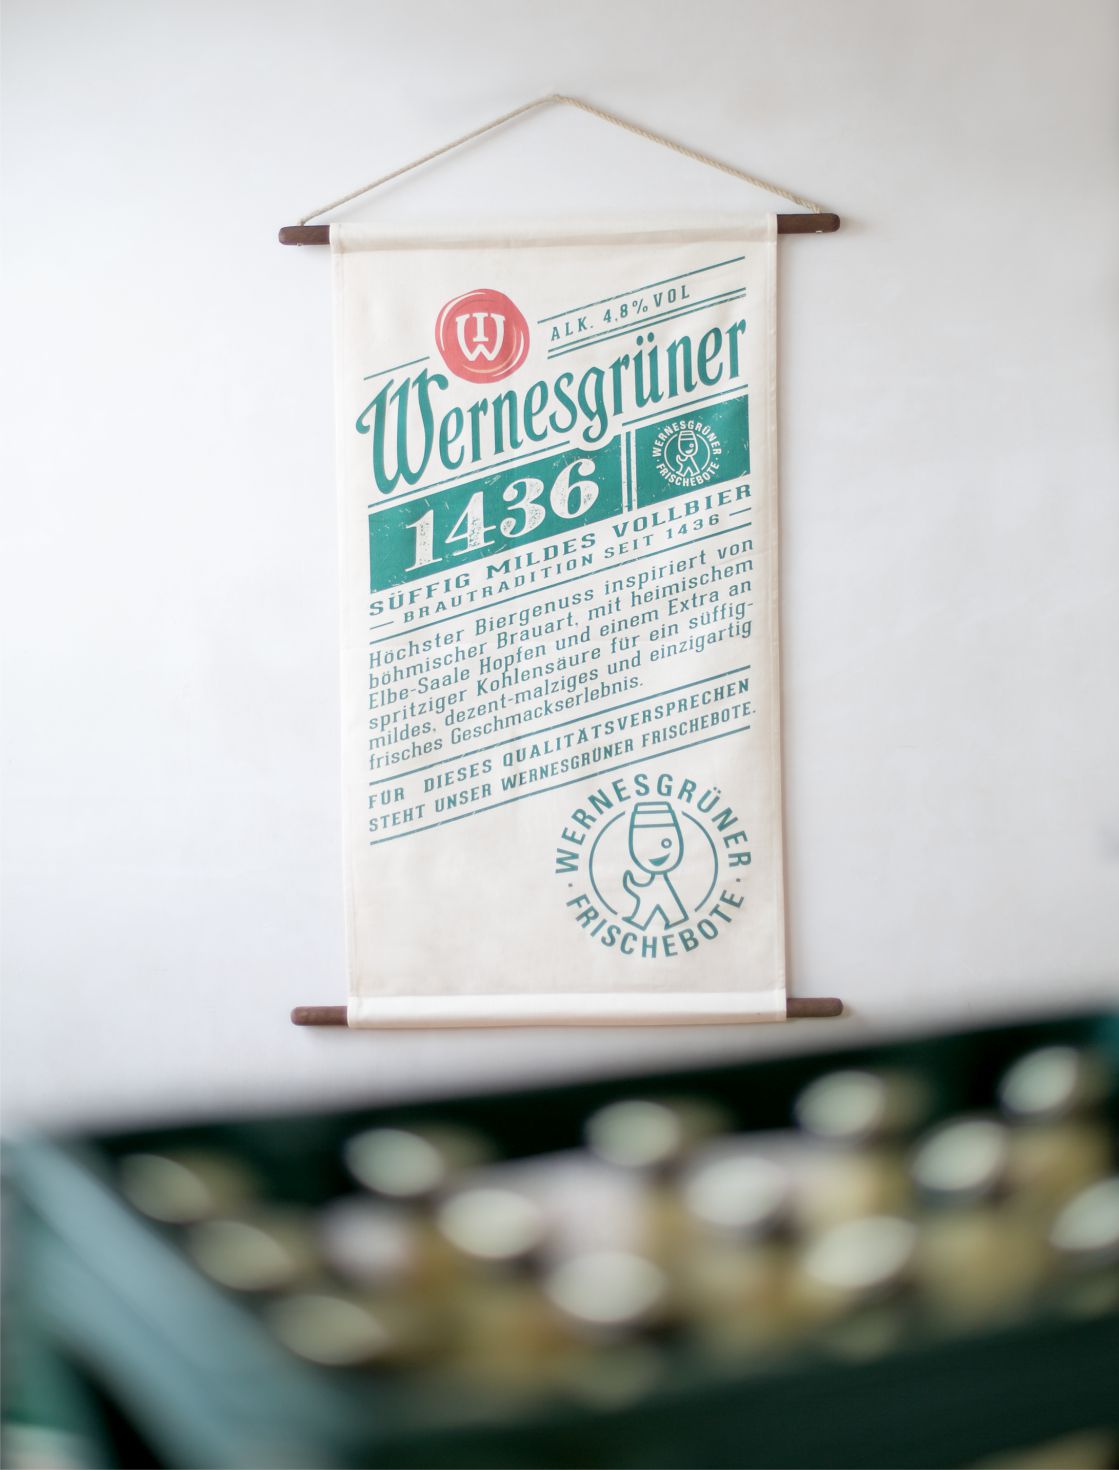 W
ALK. 4,8% VOL
Wernesgrüner
1436
WERNESGRÜNER
· FRISCHEBOTE ·
SÜFFIG MILDES VOLLBIER
— BRAUTRADITION SEIT 1436 —
Höchster Biergenuss inspiriert von
böhmischer Brauart, mit heimischem
Elbe-Saale Hopfen und einem Extra an
spritziger Kohlensäure für ein süffig-
mildes, dezent-malziges und einzigartig
frisches Geschmackserlebnis.
FÜR DIESES QUALITÄTSVERSPRECHEN
STEHT UNSER WERNESGRÜNER FRISCHEBOTE.
WERNESGRÜNER
· FRISCHEBOTE ·